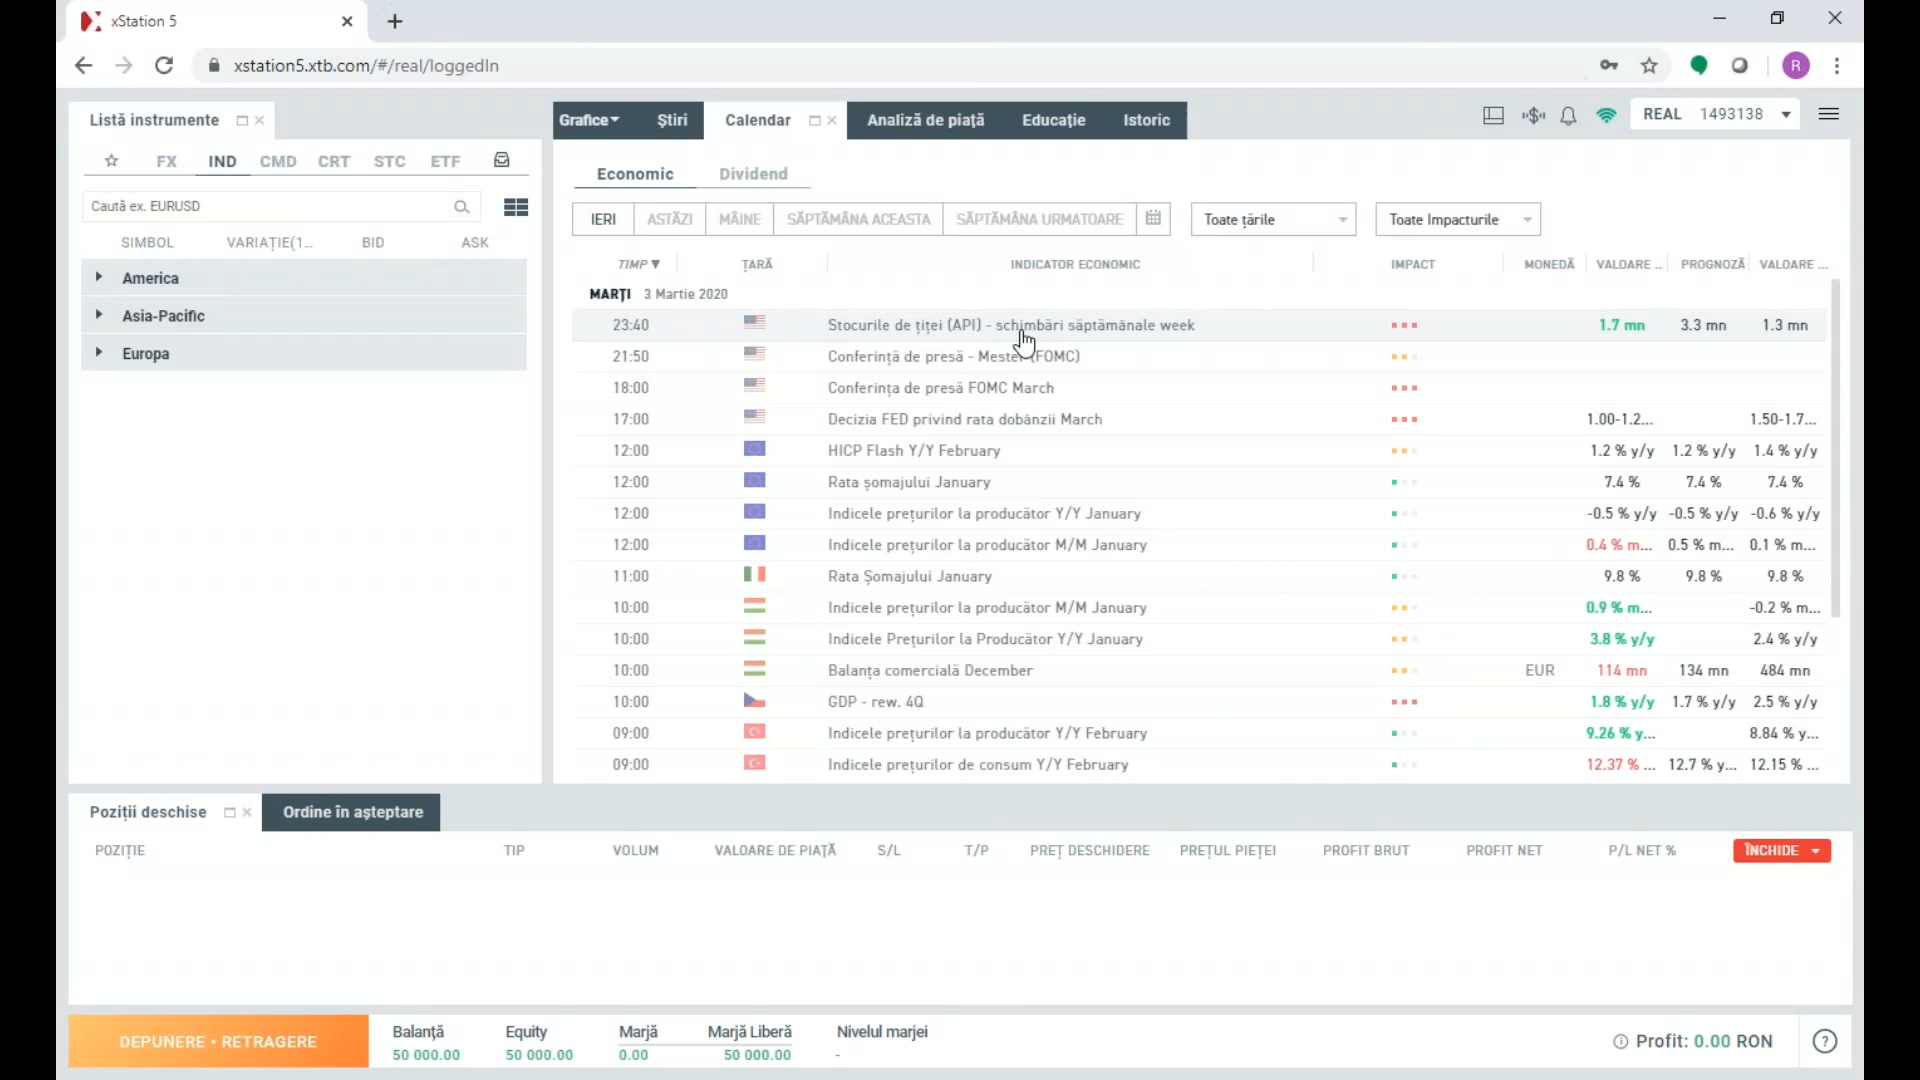 xStation 5
xstation5.xtb.com/#/real/loggedIn
R
Listă instrumente
Grafice Știri Calendar Analiză de piață Educație Istoric
REAL 1493138
FX IND CMD CRT STC ETF
Economic Dividend
Caută ex. EURUSD
IERI ASTĂZI MÂINE SĂPTĂMÂNA ACEASTA SĂPTĂMÂNA URMATOARE Toate țările Toate Impacturile
SIMBOL VARIAȚIE(1... BID ASK
TIMP ▼ ȚARĂ INDICATOR ECONOMIC IMPACT MONEDĂ VALOARE ... PROGNOZĂ VALOARE ...
America
Asia-Pacific
Europa
MARȚI 3 Martie 2020
23:40 Stocurile de țiței (API) - schimbări săptămânale week 1.7 mn 3.3 mn 1.3 mn
21:50 Conferință de presă - Mester (FOMC)
18:00 Conferința de presă FOMC March
17:00 Decizia FED privind rata dobânzii March 1.00-1.2... 1.50-1.7...
12:00 HICP Flash Y/Y February 1.2 % y/y 1.2 % y/y 1.4 % y/y
12:00 Rata șomajului January 7.4 % 7.4 % 7.4 %
12:00 Indicele prețurilor la producător Y/Y January -0.5 % y/y -0.5 % y/y -0.6 % y/y
12:00 Indicele prețurilor la producător M/M January 0.4 % m... 0.5 % m... 0.1 % m...
11:00 Rata Șomajului January 9.8 % 9.8 % 9.8 %
10:00 Indicele prețurilor la producător M/M January 0.9 % m... -0.2 % m...
10:00 Indicele Prețurilor la Producător Y/Y January 3.8 % y/y 2.4 % y/y
10:00 Balanța comercială December EUR 114 mn 134 mn 484 mn
10:00 GDP - rew. 4Q 1.8 % y/y 1.7 % y/y 2.5 % y/y
09:00 Indicele prețurilor la producător Y/Y February 9.26 % y... 8.84 % y...
09:00 Indicele prețurilor de consum Y/Y February 12.37 % ... 12.7 % y... 12.15 % ...
Poziții deschise Ordine în așteptare
POZIȚIE TIP VOLUM VALOARE DE PIAȚĂ S/L T/P PREȚ DESCHIDERE PREȚUL PIEȚEI PROFIT BRUT PROFIT NET P/L NET % ÎNCHIDE
DEPUNERE • RETRAGERE
Balanță Equity Marjă Marjă Liberă Nivelul marjei
50 000.00 50 000.00 0.00 50 000.00 -
Profit: 0.00 RON
?